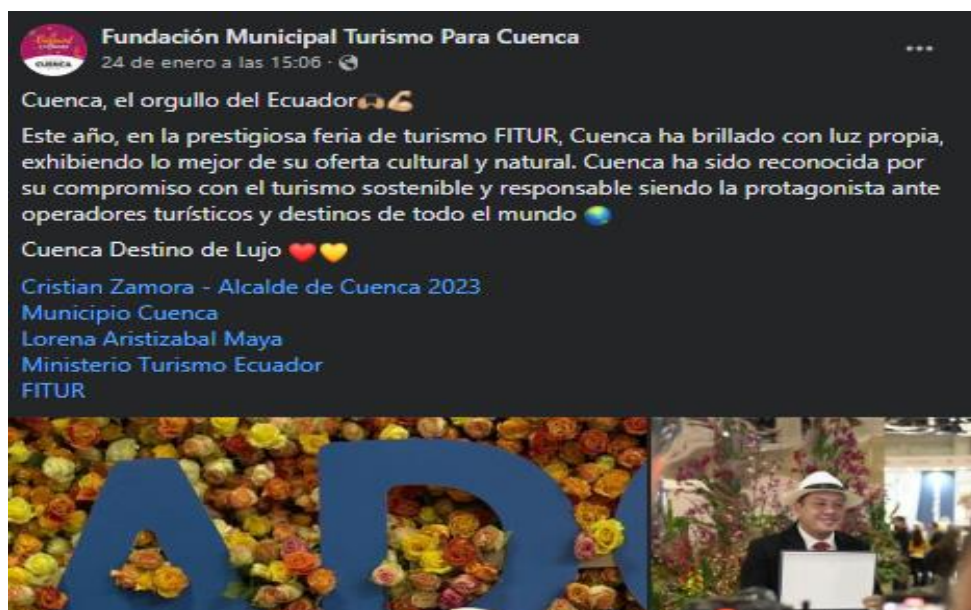 Fundación Municipal Turismo Para Cuenca
24 de enero a las 15:06 ·
Cuenca, el orgullo del Ecuador
Este año, en la prestigiosa feria de turismo FITUR, Cuenca ha brillado con luz propia,
exhibiendo lo mejor de su oferta cultural y natural. Cuenca ha sido reconocida por
su compromiso con el turismo sostenible y responsable siendo la protagonista ante
operadores turísticos y destinos de todo el mundo 🌏
Cuenca Destino de Lujo ❤️💛
Cristian Zamora - Alcalde de Cuenca 2023
Municipio Cuenca
Lorena Aristizabal Maya
Ministerio Turismo Ecuador
FITUR
CUENCA
AD